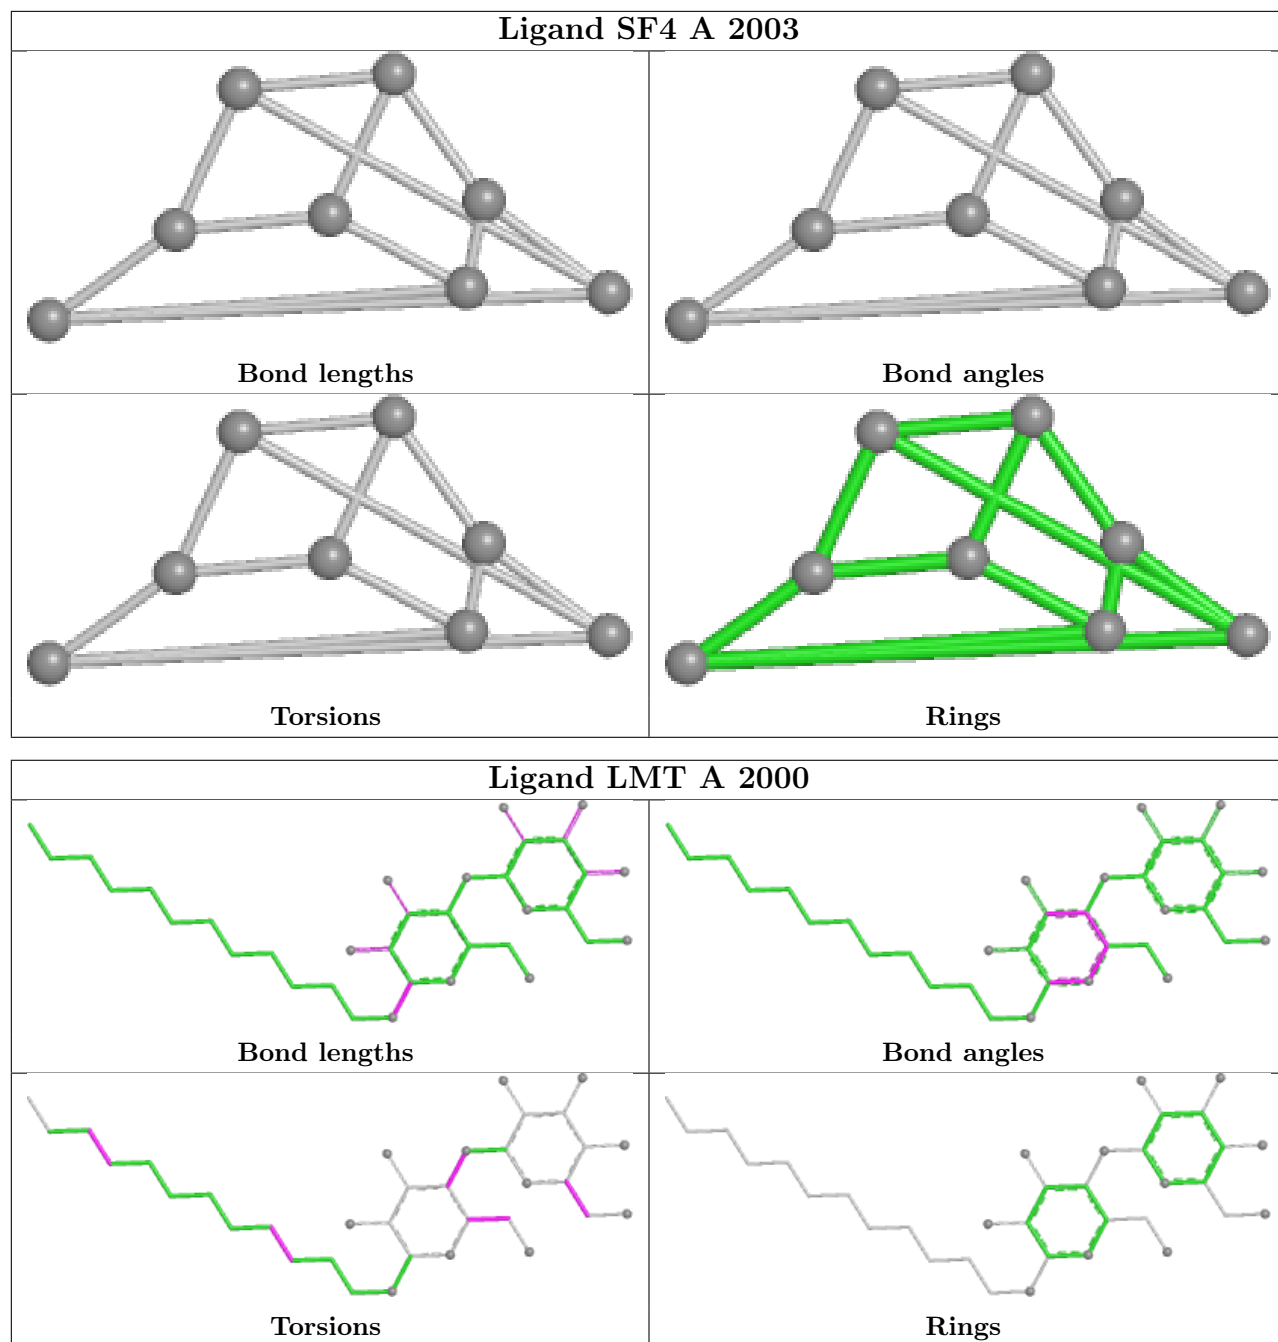 Ligand SF4 A 2003
Bond lengths
Bond angles
Torsions
Rings
Ligand LMT A 2000
Bond lengths
Bond angles
Torsions
Rings